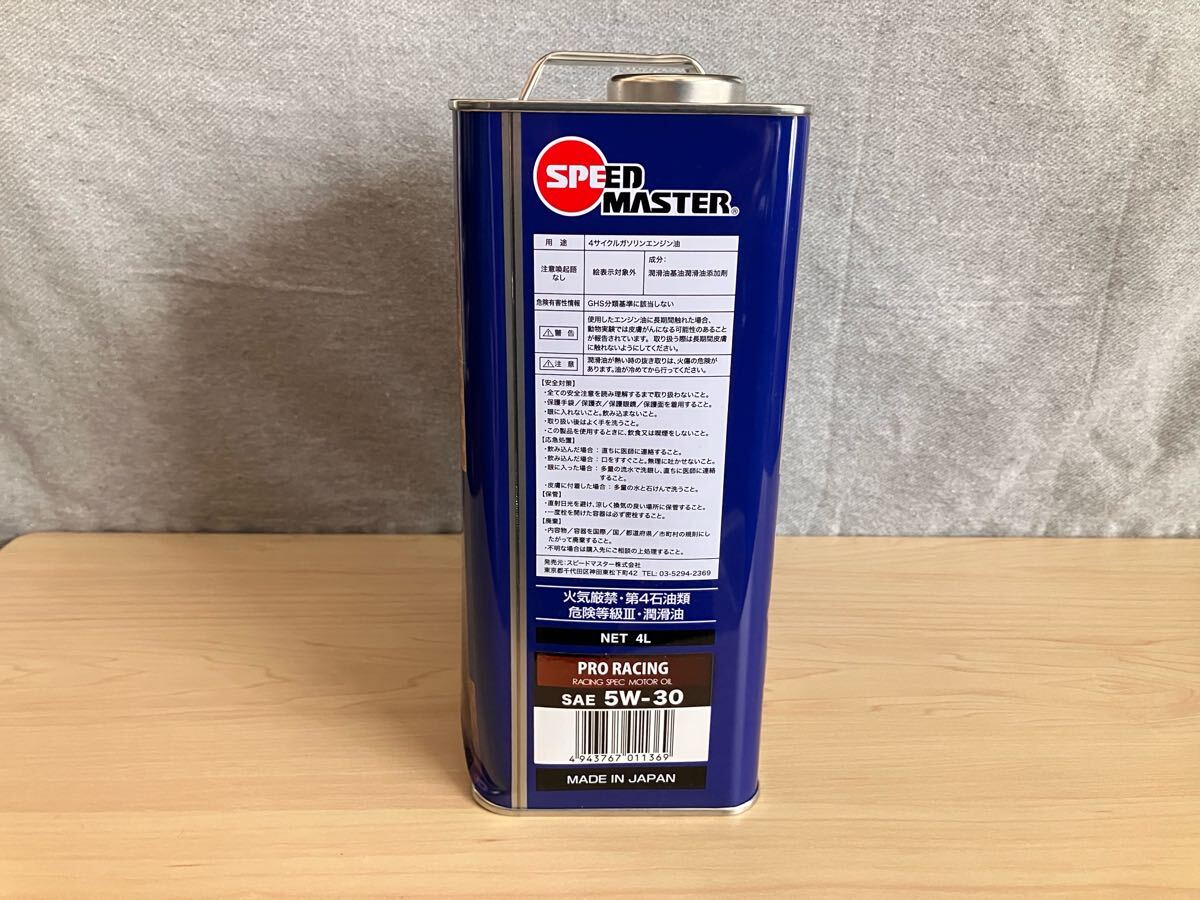 SPEED
MASTER®
用途 4サイクルガソリンエンジン油
注意喚起語
なし
絵表示対象外
成分:
潤滑油基油潤滑油添加剤
危険有害性情報 GHS分類基準に該当しない
⚠警告
使用したエンジン油に長期間触れた場合、
動物実験では皮膚がんになる可能性のあること
が報告されています。取り扱う際は長期間皮膚
に触れないようにしてください。
⚠注意
潤滑油が熱い時の抜き取りは、火傷の危険が
あります。油が冷めてから行ってください。
【安全対策】
・全ての安全注意を読み理解するまで取り扱わないこと。
・保護手袋/保護衣/保護眼鏡/保護面を着用すること。
・眼に入れないこと。飲み込まないこと。
・取り扱い後はよく手を洗うこと。
・この製品を使用するときに、飲食又は喫煙をしないこと。
【応急処置】
・飲み込んだ場合:直ちに医師に連絡すること。
・飲み込んだ場合:口をすすぐこと。無理に吐かせないこと。
・眼に入った場合:多量の流水で洗眼し、直ちに医師に連絡
すること。
・皮膚に付着した場合:多量の水と石けんで洗うこと。
【保管】
・直射日光を避け、涼しく換気の良い場所に保管すること。
・一度栓を開けた容器は必ず密栓すること。
【廃棄】
・内容物/容器を国際/国/都道府県/市町村の規則にし
たがって廃棄すること。
・不明な場合は購入先にご相談の上処理すること。
発売元:スピードマスター株式会社
東京都千代田区神田東松下町42 TEL: 03-5294-2369
火気厳禁・第4石油類
危険等級III・潤滑油
NET 4L
PRO RACING
RACING SPEC MOTOR OIL
SAE 5W-30
4 943767 011369
MADE IN JAPAN